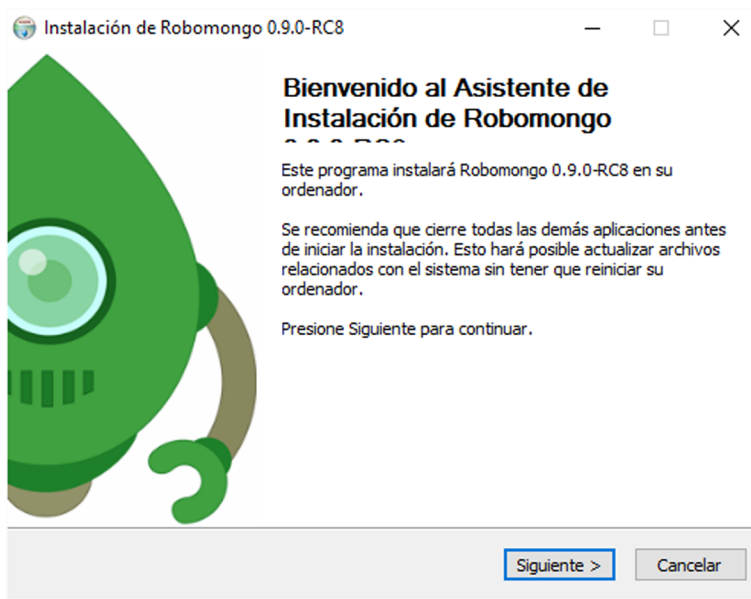 Instalación de Robomongo 0.9.0-RC8
Bienvenido al Asistente de
Instalación de Robomongo
Este programa instalará Robomongo 0.9.0-RC8 en su
ordenador.
Se recomienda que cierre todas las demás aplicaciones antes
de iniciar la instalación. Esto hará posible actualizar archivos
relacionados con el sistema sin tener que reiniciar su
ordenador.
Presione Siguiente para continuar.
Siguiente >
Cancelar